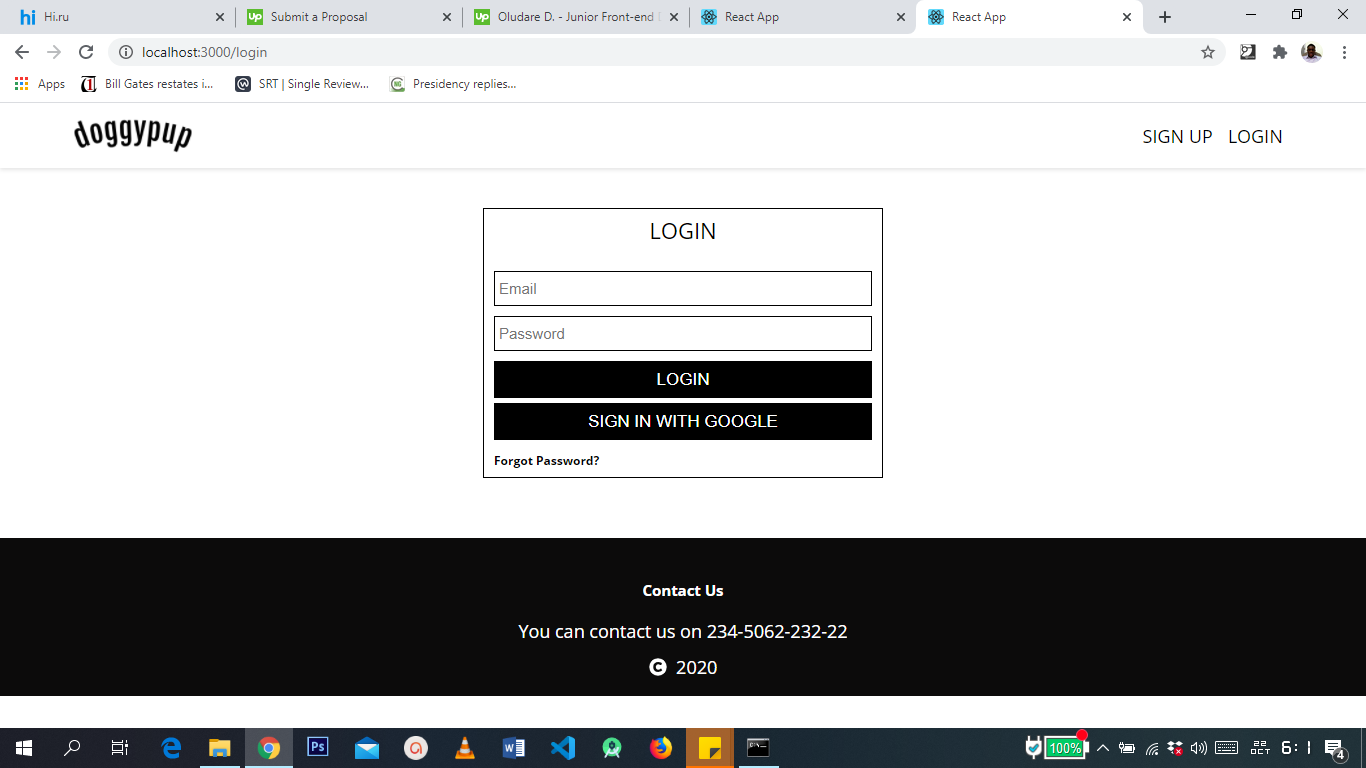 Hi.ru
Submit a Proposal
Oludare D. - Junior Front-end
React App
React App
localhost:3000/login
Apps
Bill Gates restates i...
SRT | Single Review...
Presidency replies...
doggypup
SIGN UP LOGIN
LOGIN
Email
Password
LOGIN
SIGN IN WITH GOOGLE
Forgot Password?
Contact Us
You can contact us on 234-5062-232-22
© 2020
100%
4